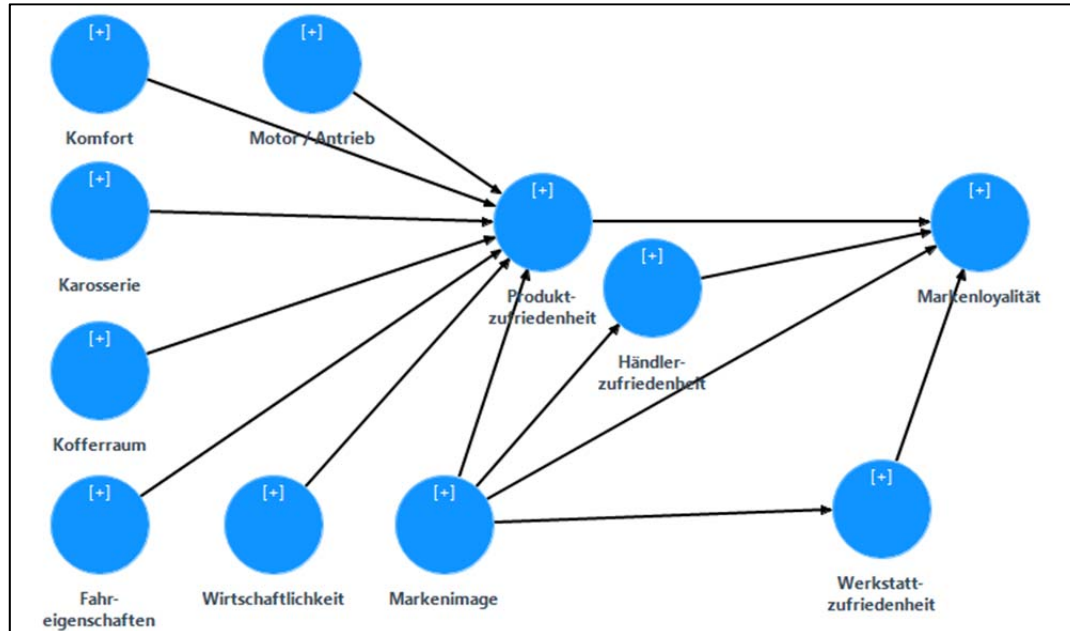 [+]
Komfort
[+]
Motor / Antrieb
[+]
Karosserie
[+]
Produkt-
zufriedenheit
[+]
Markenloyalität
[+]
Händler-
zufriedenheit
[+]
Kofferraum
[+]
Fahr-
eigenschaften
[+]
Wirtschaftlichkeit
[+]
Markenimage
[+]
Werkstatt-
zufriedenheit